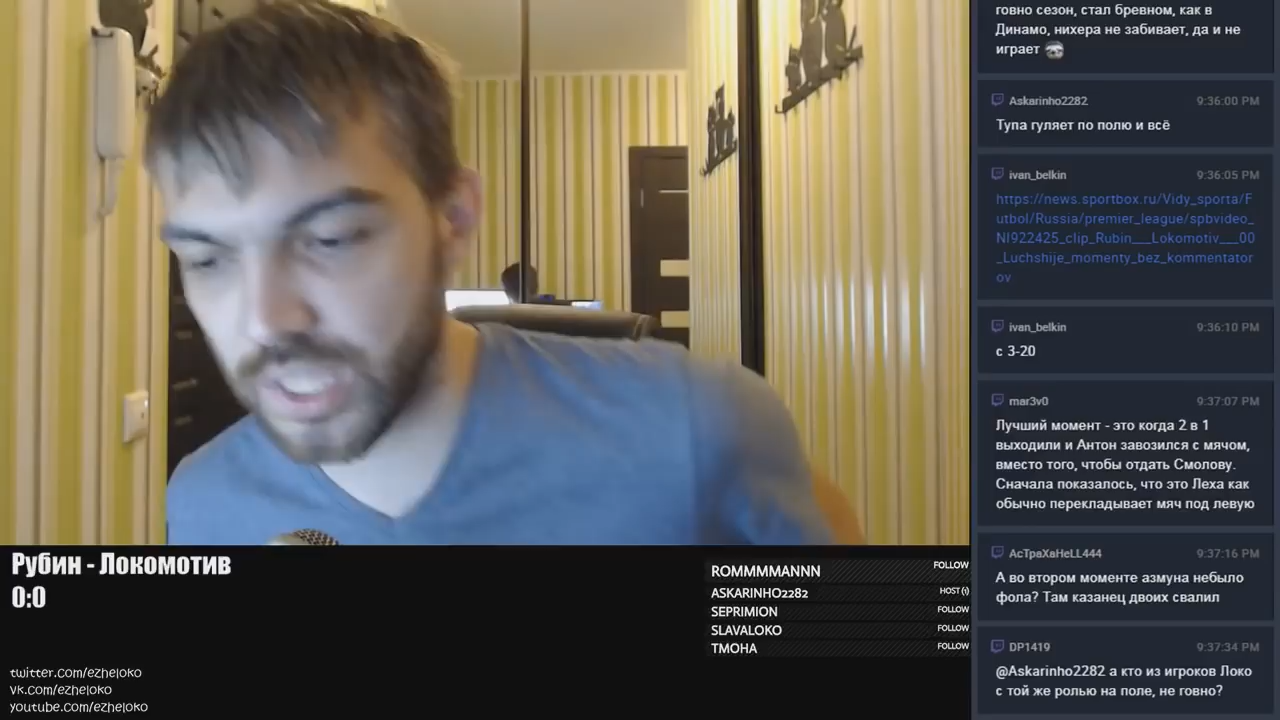 Рубин - Локомотив
0:0
twitter.com/ezheloko
vk.com/ezheloko
youtube.com/ezheloko
ROMMMMANNN FOLLOW
ASKARINHO2282 HOST (1)
SEPRIMION FOLLOW
SLAVALOKO FOLLOW
TMOHA FOLLOW
говно сезон, стал бревном, как в
Динамо, нихера не забивает, да и не
играет
Askarinho2282 9:36:00 PM
Тупа гуляет по полю и всё
ivan_belkin 9:36:05 PM
https://news.sportbox.ru/Vidy_sporta/F
utbol/Russia/premier_league/spbvideo_
NI922425_clip_Rubin___Lokomotiv___00
_Luchshije_momenty_bez_kommentator
ov
ivan_belkin 9:36:10 PM
с 3-20
mar3v0 9:37:07 PM
Лучший момент - это когда 2 в 1
выходили и Антон завозился с мячом,
вместо того, чтобы отдать Смолову.
Сначала показалось, что это Леха как
обычно перекладывает мяч под левую
AcTpaXaHeLL444 9:37:16 PM
А во втором моменте азмуна небыло
фола? Там казанец двоих свалил
DP1419 9:37:34 PM
@Askarinho2282 а кто из игроков Локо
с той же ролью на поле, не говно?